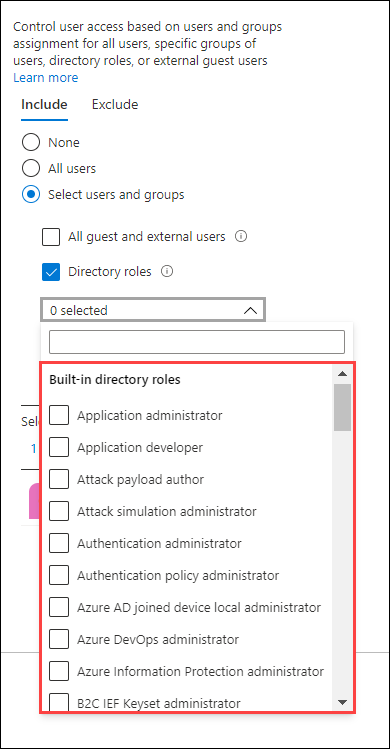 Control user access based on users and groups
assignment for all users, specific groups of
users, directory roles, or external guest users
Learn more
Include Exclude
None
All users
Select users and groups
All guest and external users
Directory roles
0 selected
Built-in directory roles
Application administrator
Application developer
Attack payload author
Sel
Attack simulation administrator
1
Authentication administrator
Authentication policy administrator
Azure AD joined device local administrator
Azure DevOps administrator
Azure Information Protection administrator
B2C IEF Keyset administrator